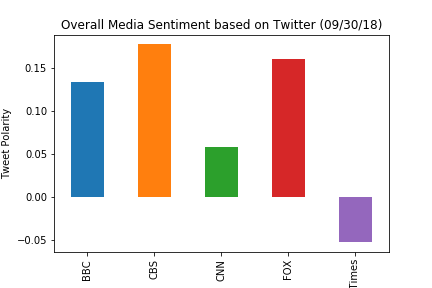 Overall Media Sentiment based on Twitter (09/30/18)
Tweet Polarity
0.15
0.10
0.05
0.00
−0.05
BBC
CBS
CNN
FOX
Times